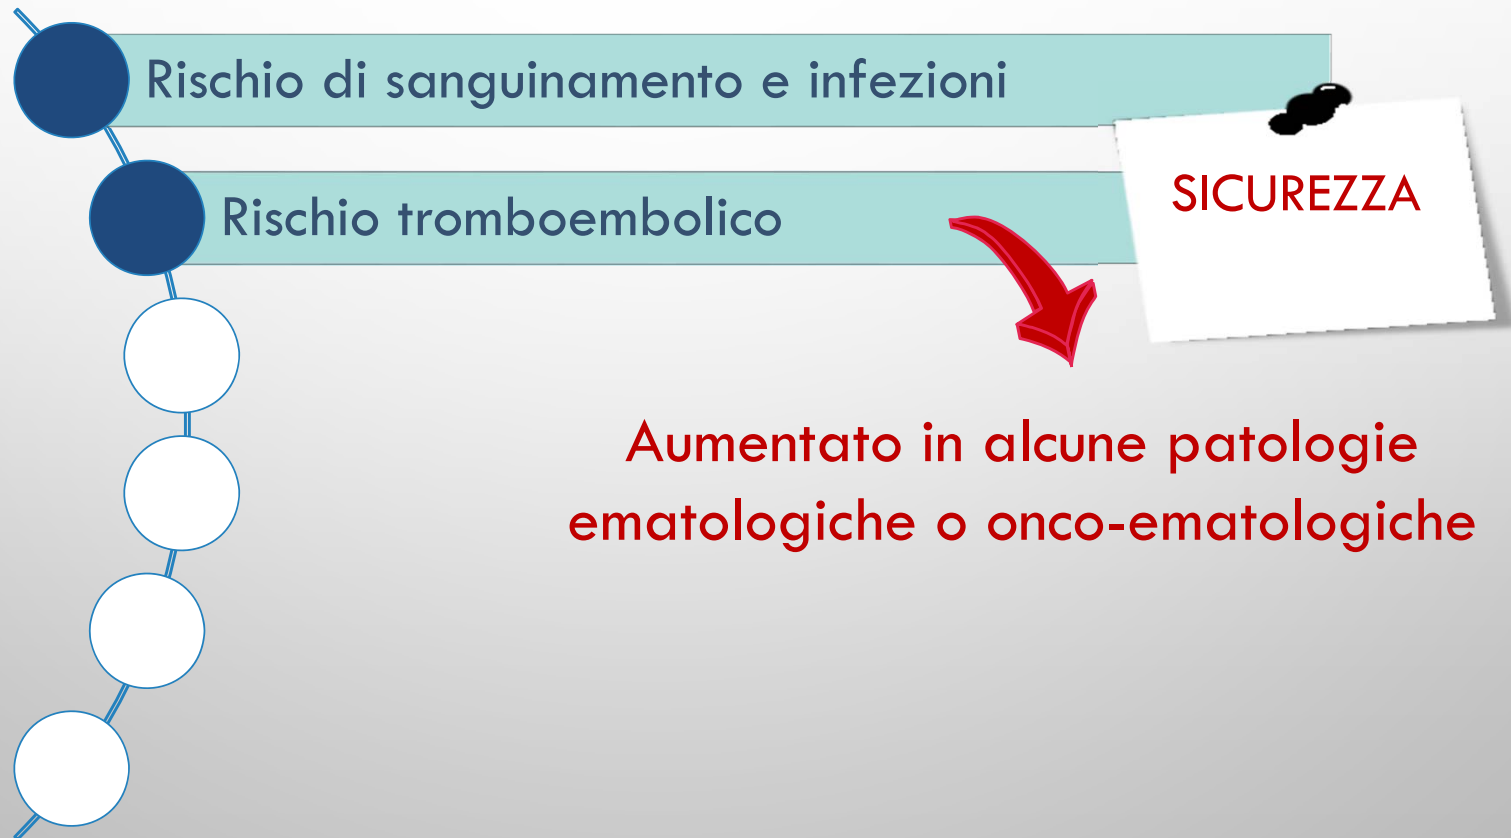 Rischio di sanguinamento e infezioni
SICUREZZA
Rischio tromboembolico
Aumentato in alcune patologie
ematologiche o onco-ematologiche